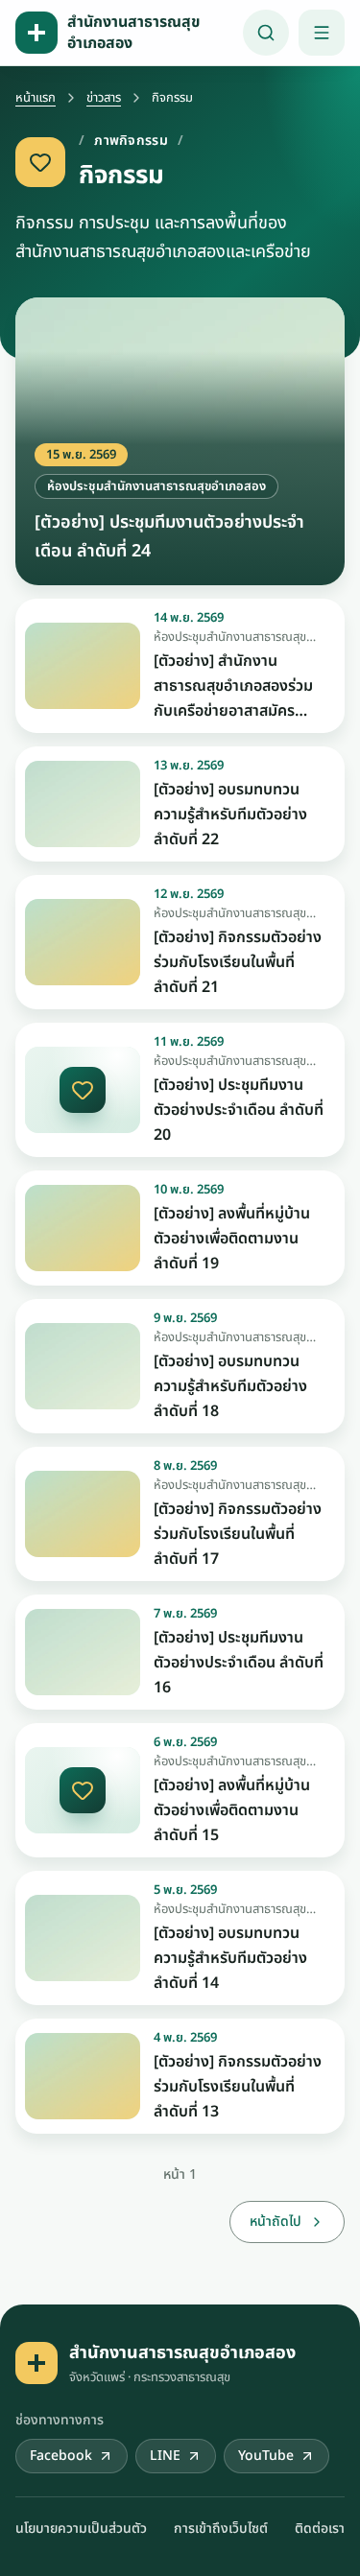 สำนักงานสาธารณสุข
อำเภอสอง
หน้าแรก > ข่าวสาร > กิจกรรม
/ ภาพกิจกรรม /
กิจกรรม
กิจกรรม การประชุม และการลงพื้นที่ของ
สำนักงานสาธารณสุขอำเภอสองและเครือข่าย
15 พ.ย. 2569
ห้องประชุมสำนักงานสาธารณสุขอำเภอสอง
[ตัวอย่าง] ประชุมทีมงานตัวอย่างประจำ
เดือน ลำดับที่ 24
14 พ.ย. 2569
ห้องประชุมสำนักงานสาธารณสุข...
[ตัวอย่าง] สำนักงาน
สาธารณสุขอำเภอสองร่วม
กับเครือข่ายอาสาสมัคร...
13 พ.ย. 2569
[ตัวอย่าง] อบรมทบทวน
ความรู้สำหรับทีมตัวอย่าง
ลำดับที่ 22
12 พ.ย. 2569
ห้องประชุมสำนักงานสาธารณสุข...
[ตัวอย่าง] กิจกรรมตัวอย่าง
ร่วมกับโรงเรียนในพื้นที่
ลำดับที่ 21
11 พ.ย. 2569
ห้องประชุมสำนักงานสาธารณสุข...
[ตัวอย่าง] ประชุมทีมงาน
ตัวอย่างประจำเดือน ลำดับที่
20
10 พ.ย. 2569
[ตัวอย่าง] ลงพื้นที่หมู่บ้าน
ตัวอย่างเพื่อติดตามงาน
ลำดับที่ 19
9 พ.ย. 2569
ห้องประชุมสำนักงานสาธารณสุข...
[ตัวอย่าง] อบรมทบทวน
ความรู้สำหรับทีมตัวอย่าง
ลำดับที่ 18
8 พ.ย. 2569
ห้องประชุมสำนักงานสาธารณสุข...
[ตัวอย่าง] กิจกรรมตัวอย่าง
ร่วมกับโรงเรียนในพื้นที่
ลำดับที่ 17
7 พ.ย. 2569
[ตัวอย่าง] ประชุมทีมงาน
ตัวอย่างประจำเดือน ลำดับที่
16
6 พ.ย. 2569
ห้องประชุมสำนักงานสาธารณสุข...
[ตัวอย่าง] ลงพื้นที่หมู่บ้าน
ตัวอย่างเพื่อติดตามงาน
ลำดับที่ 15
5 พ.ย. 2569
ห้องประชุมสำนักงานสาธารณสุข...
[ตัวอย่าง] อบรมทบทวน
ความรู้สำหรับทีมตัวอย่าง
ลำดับที่ 14
4 พ.ย. 2569
[ตัวอย่าง] กิจกรรมตัวอย่าง
ร่วมกับโรงเรียนในพื้นที่
ลำดับที่ 13
หน้า 1
หน้าถัดไป
สำนักงานสาธารณสุขอำเภอสอง
จังหวัดแพร่ · กระทรวงสาธารณสุข
ช่องทางทางการ
Facebook LINE YouTube
นโยบายความเป็นส่วนตัว การเข้าถึงเว็บไซต์ ติดต่อเรา